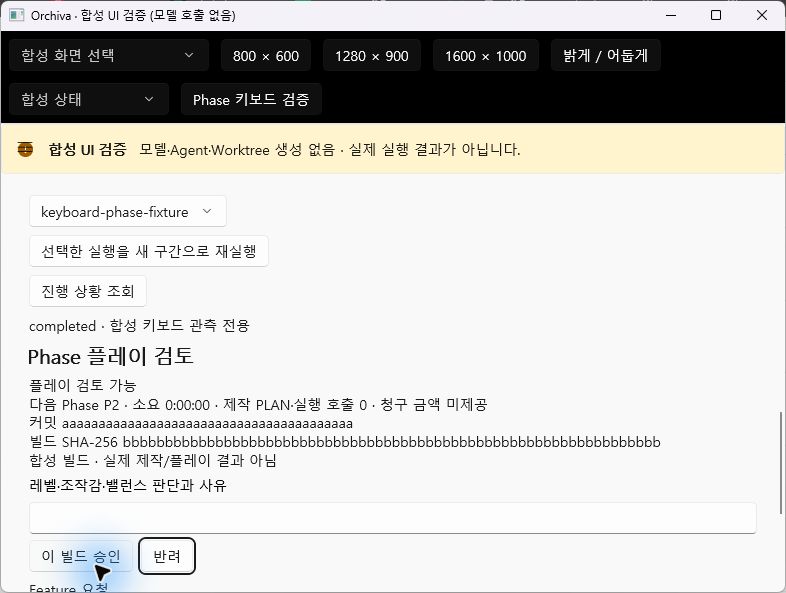 Orchiva · 합성 UI 검증 (모델 호출 없음)
합성 화면 선택
800 × 600
1280 × 900
1600 × 1000
밝게 / 어둡게
합성 상태
Phase 키보드 검증
합성 UI 검증 모델·Agent·Worktree 생성 없음 · 실제 실행 결과가 아닙니다.
keyboard-phase-fixture
선택한 실행을 새 구간으로 재실행
진행 상황 조회
completed · 합성 키보드 관측 전용
Phase 플레이 검토
플레이 검토 가능
다음 Phase P2 · 소요 0:00:00 · 제작 PLAN·실행 호출 0 · 청구 금액 미제공
커밋 aaaaaaaaaaaaaaaaaaaaaaaaaaaaaaaaaaaaaaaa
빌드 SHA-256 bbbbbbbbbbbbbbbbbbbbbbbbbbbbbbbbbbbbbbbbbbbbbbbbbbbbbbbbbbbbbbbb
합성 빌드 · 실제 제작/플레이 결과 아님
레벨·조작감·밸런스 판단과 사유
이 빌드 승인
반려
Feature 요청